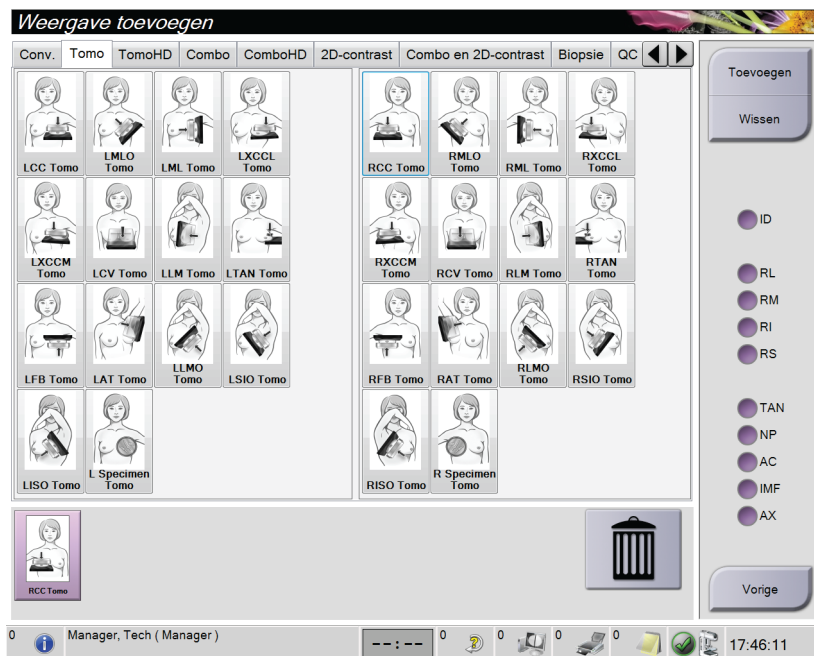 Weergave toevoegen
Conv. Tomo TomoHD Combo ComboHD 2D-contrast Combo en 2D-contrast Biopsie QC
LCC Tomo
LMLO
Tomo
LML Tomo
LXCCL
Tomo
RCC Tomo
RMLO
Tomo
RML Tomo
RXCCL
Tomo
LXCCM
Tomo
LCV Tomo
LLM Tomo
LTAN Tomo
RXCCM
Tomo
RCV Tomo
RLM Tomo
RTAN
Tomo
LFB Tomo
LAT Tomo
LLMO
Tomo
LSIO Tomo
RFB Tomo
RAT Tomo
RLMO
Tomo
RSIO Tomo
LISO Tomo
L Specimen
Tomo
RISO Tomo
R Specimen
Tomo
Toevoegen
Wissen
ID
RL
RM
RI
RS
TAN
NP
AC
IMF
AX
RCC Tomo
Vorige
0 Manager, Tech ( Manager ) --:-- 0 0 0 0 17:46:11